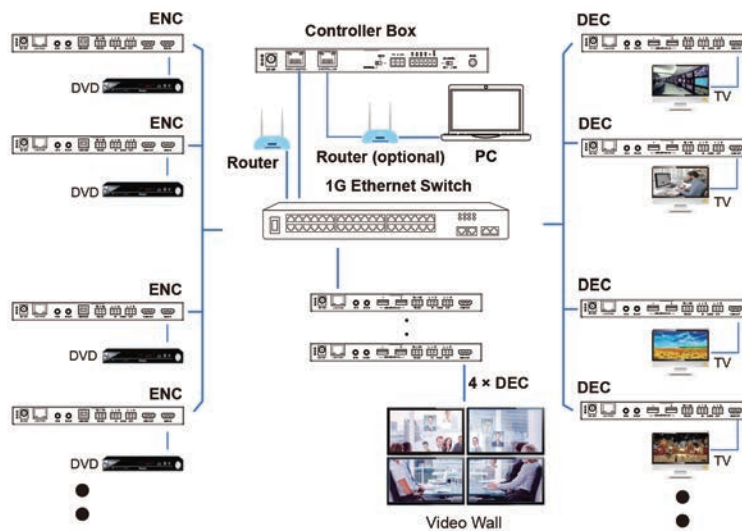 ENC
Controller Box
DEC
DVD
TV
ENC
DEC
Router
Router (optional)
PC
DVD
1G Ethernet Switch
TV
ENC
DEC
DVD
TV
ENC
4 × DEC
DEC
DVD
TV
Video Wall